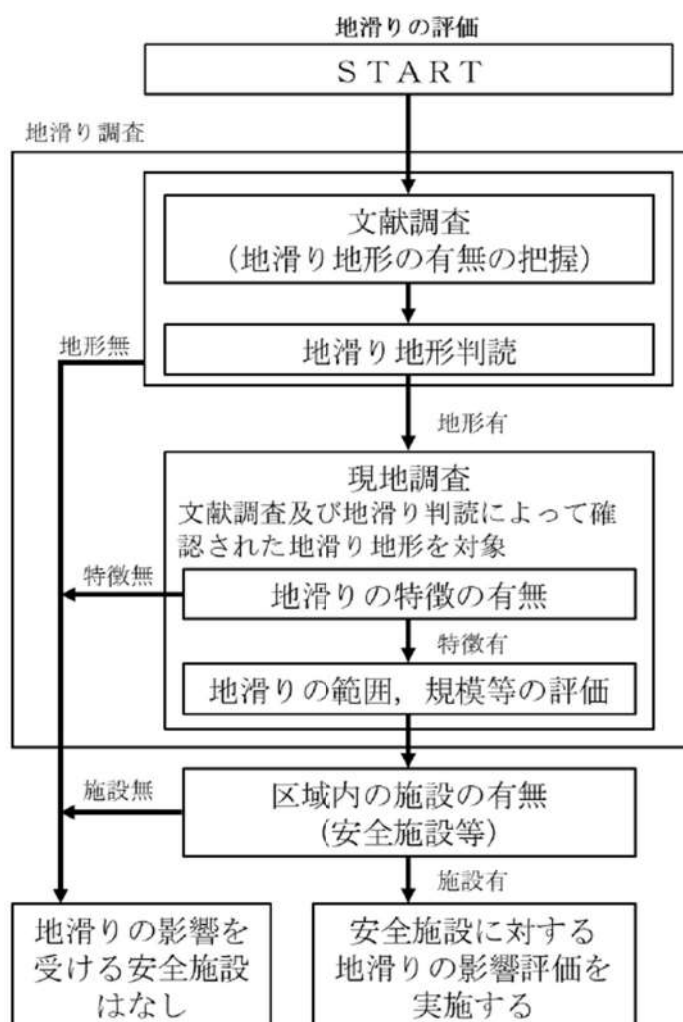 地滑りの評価
ＳＴＡＲＴ
地滑り調査
文献調査
（地滑り地形の有無の把握）
地滑り地形判読
地形無
地形有
現地調査
文献調査及び地滑り判読によって確
認された地滑り地形を対象
特徴無
地滑りの特徴の有無
特徴有
地滑りの範囲，規模等の評価
施設無
区域内の施設の有無
(安全施設等)
施設有
地滑りの影響を
受ける安全施設
はなし
安全施設に対する
地滑りの影響評価を
実施する